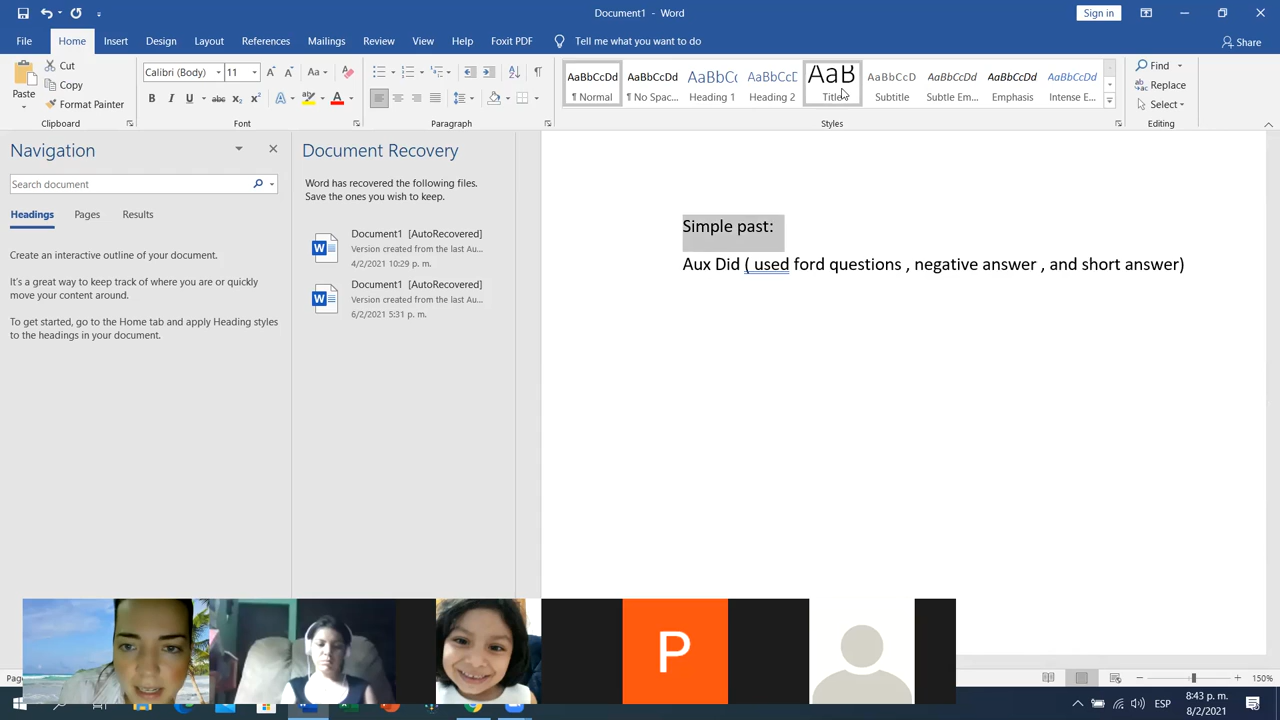 Document1 - Word
Sign in
File Home Insert Design Layout References Mailings Review View Help Foxit PDF Tell me what you want to do Share
Paste
Cut
Copy
Format Painter
Clipboard
Calibri (Body) 11
Font
Paragraph
AaBbCcDd AaBbCcDd AaBbCc AaBbCcD AaB AaBbCcD AaBbCcDd AaBbCcDd AaBbCcDd
¶ Normal ¶ No Spac... Heading 1 Heading 2 Title Subtitle Subtle Em... Emphasis Intense E...
Styles
Find
Replace
Select
Editing
Navigation
Search document
Headings Pages Results
Create an interactive outline of your document.
It's a great way to keep track of where you are or quickly
move your content around.
To get started, go to the Home tab and apply Heading styles
to the headings in your document.
Document Recovery
Word has recovered the following files.
Save the ones you wish to keep.
Document1 [AutoRecovered]
Version created from the last Au...
4/2/2021 10:29 p. m.
Document1 [AutoRecovered]
Version created from the last Au...
6/2/2021 5:31 p. m.
Simple past:
Aux Did ( used ford questions , negative answer , and short answer)
P
150%
ESP
8:43 p. m.
8/2/2021